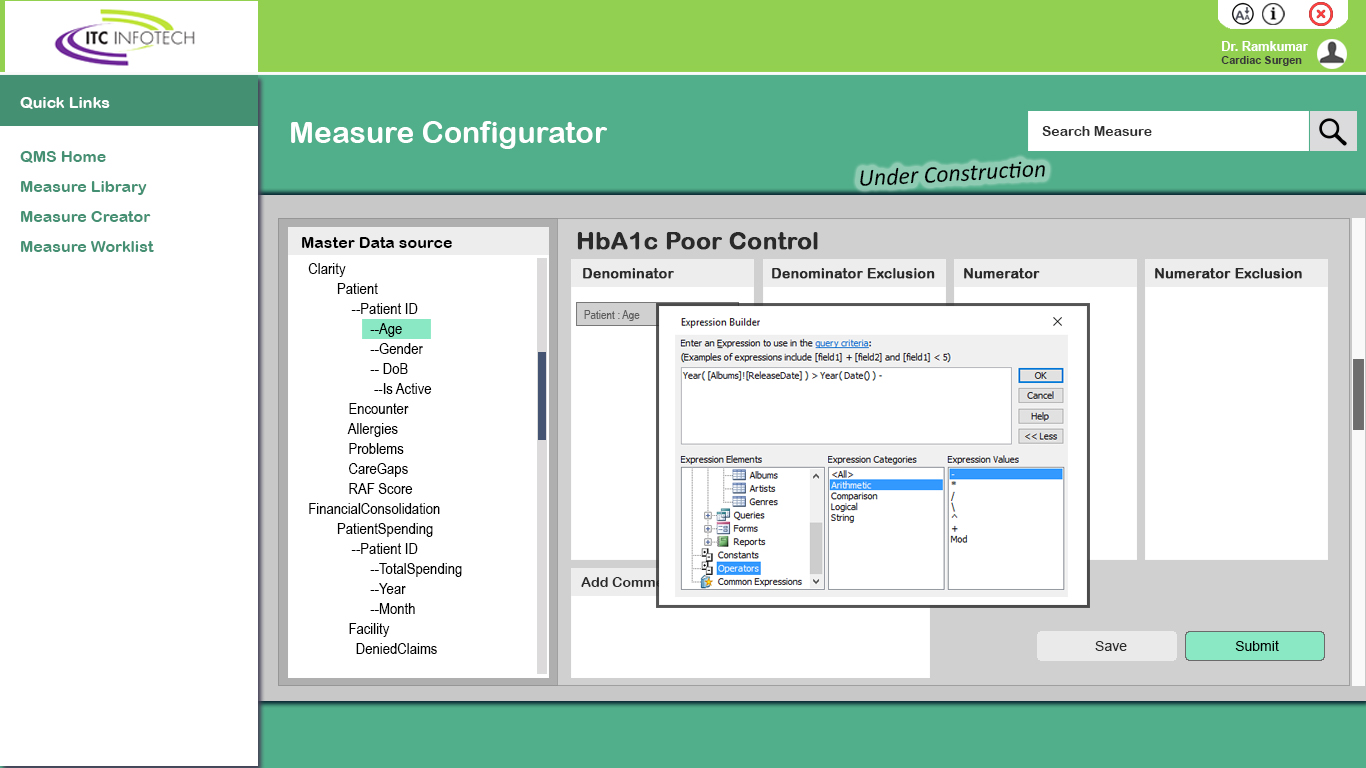 ITC INFOTECH
Dr. Ramkumar
Cardiac Surgen
Quick Links
QMS Home
Measure Library
Measure Creator
Measure Worklist
Measure Configurator
Search Measure
Under Construction
Master Data source
Clarity
Patient
--Patient ID
--Age
--Gender
-- DoB
--Is Active
Encounter
Allergies
Problems
CareGaps
RAF Score
FinancialConsolidation
PatientSpending
--Patient ID
--TotalSpending
--Year
--Month
Facility
DeniedClaims
HbA1c Poor Control
Denominator
Denominator Exclusion
Numerator
Numerator Exclusion
Patient : Age
Expression Builder
Enter an Expression to use in the query criteria:
(Examples of expressions include [field1] + [field2] and [field1] < 5)
Year( [Albums]![ReleaseDate] ) > Year( Date() ) -
OK
Cancel
Help
<< Less
Expression Elements
Albums
Artists
Genres
Queries
Forms
Reports
Constants
Operators
Common Expressions
Expression Categories
<All>
Arithmetic
Comparison
Logical
String
Expression Values
-
*
/
\
^
+
Mod
Add Comme
Save
Submit